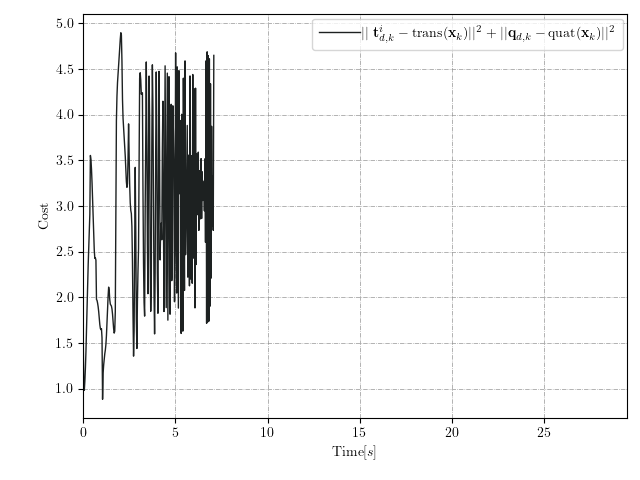 || t^i_{d,k} − trans(x_k)||² + ||q_{d,k} − quat(x_k)||²
5.0
4.5
4.0
3.5
3.0
2.5
2.0
1.5
1.0
Cost
0 5 10 15 20 25
Time[s]